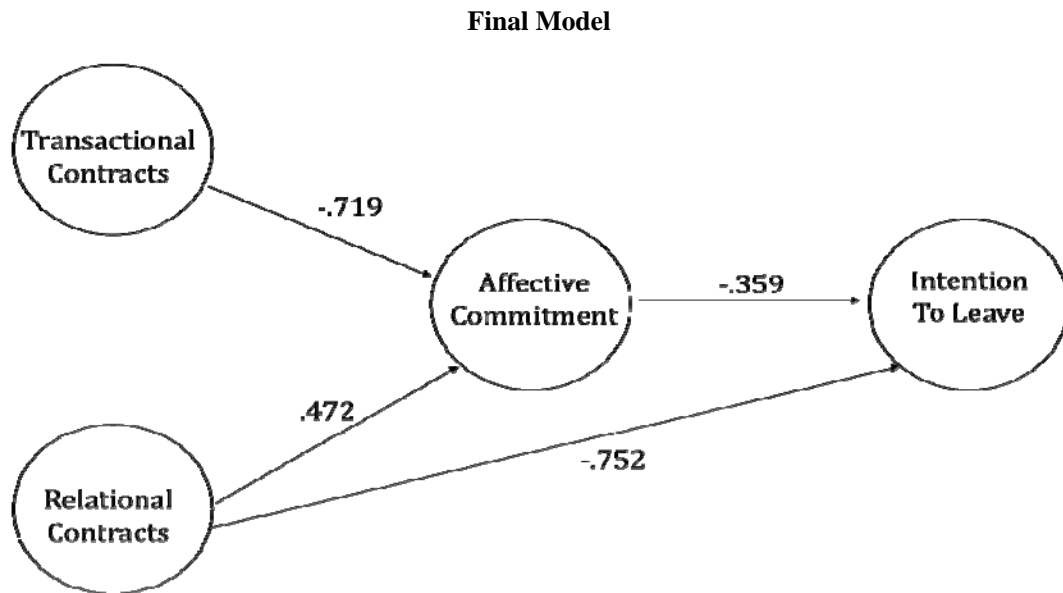 Final Model
Transactional
Contracts
-.719
Affective
Commitment
-.359
Intention
To Leave
.472
-.752
Relational
Contracts